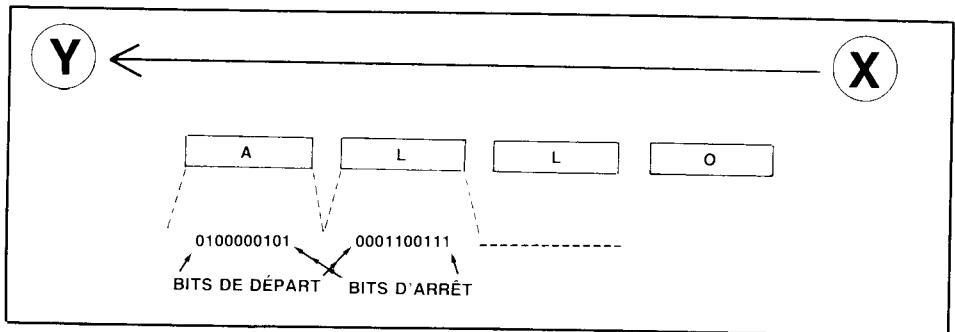 Y X
A L L O
0100000101 0001100111
BITS DE DÉPART BITS D'ARRÊT